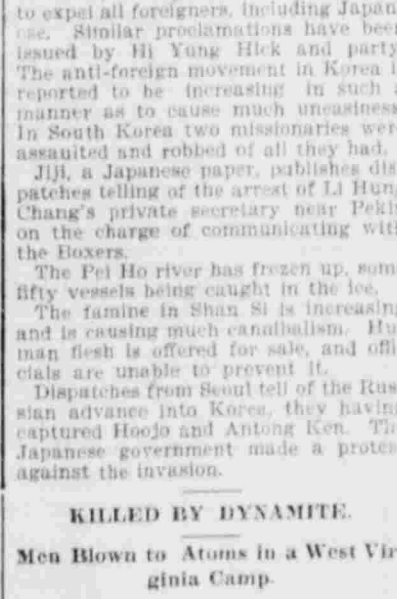 to expel all foreigners, including Japan-
ese. Similar proclamations have been
issued by Hi Yung Hick and party
The anti-foreign movement in Korea i
reported to be increasing in such
manner as to cause much uneasiness
In South Korea two missionaries wer
assaulted and robbed of all they had.
Jiji, a Japanese paper, publishes dis
patches telling of the arrest of Li Hung
Chang's private secretary near Pekin
on the charge of communicating with
the Boxers.
The Pei Ho river has frozen up, som
fifty vessels being caught in the ice.
The famine in Shan Si is increasing
and is causing much canibalism. Hu
man flesh is offered for sale, and offi
cials are unable to prevent it.
Dispatches from Seoul tell of the Rus
sian advance into Korea, they having
captured Hoojo and Antong Ken. The
Japanese government made a protes
against the invasion.
KILLED BY DYNAMITE.
Men Blown to Atoms in a West Vir
ginia Camp.